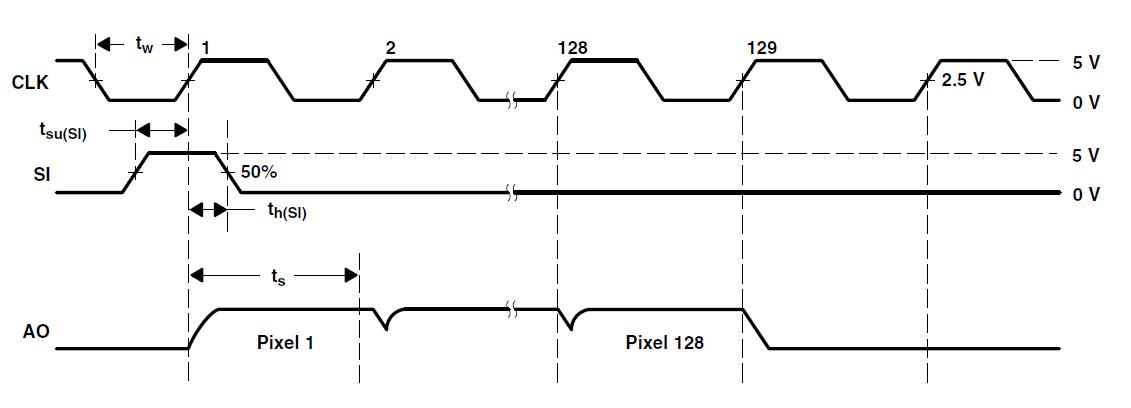 tw 1 2 128 129
CLK 2.5 V 5 V
0 V
tsu(SI)
SI 50% 5 V
0 V
th(SI)
ts
AO Pixel 1 Pixel 128